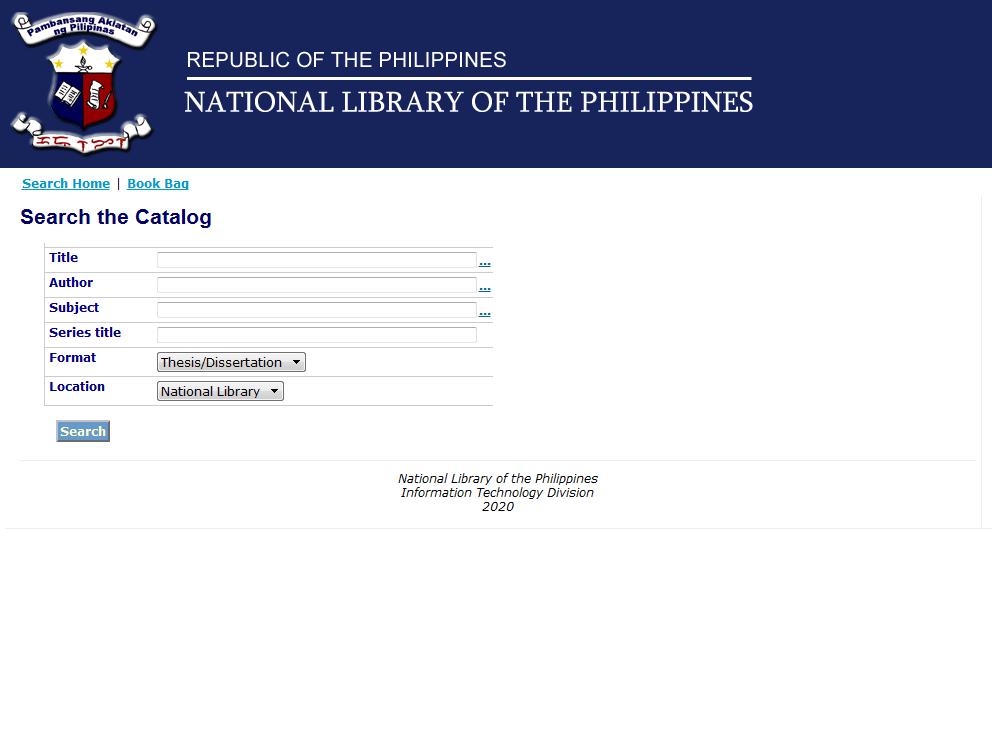 Pambansang Aklatan
ng Pilipinas
REPUBLIC OF THE PHILIPPINES
NATIONAL LIBRARY OF THE PHILIPPINES
Search Home | Book Bag
Search the Catalog
Title ...
Author ...
Subject ...
Series title
Format Thesis/Dissertation
Location National Library
Search
National Library of the Philippines
Information Technology Division
2020